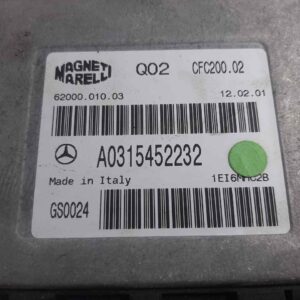 MAGNETI MARELLI Q02 CFC200.02
62000.010.03 12.02.01
A0315452232
Made in Italy
GS0024